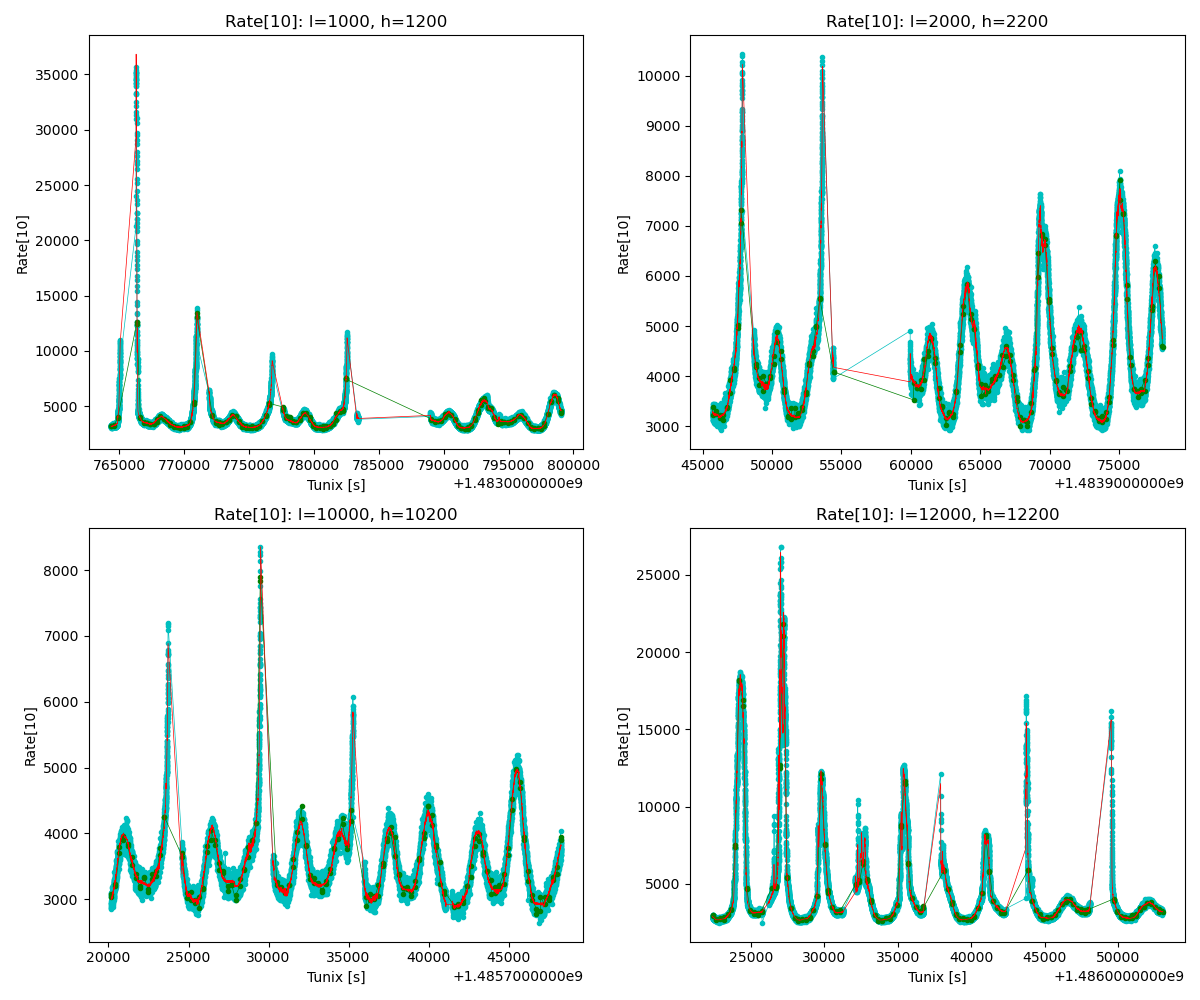 Rate[10]: l=1000, h=1200
Rate[10]
35000
30000
25000
20000
15000
10000
5000
765000 770000 775000 780000 785000 790000 795000 800000
Tunix [s]
+1.4830000000e9
Rate[10]: l=2000, h=2200
Rate[10]
10000
9000
8000
7000
6000
5000
4000
3000
45000 50000 55000 60000 65000 70000 75000
Tunix [s]
+1.4839000000e9
Rate[10]: l=10000, h=10200
Rate[10]
8000
7000
6000
5000
4000
3000
20000 25000 30000 35000 40000 45000
Tunix [s]
+1.4857000000e9
Rate[10]: l=12000, h=12200
Rate[10]
25000
20000
15000
10000
5000
25000 30000 35000 40000 45000 50000
Tunix [s]
+1.4860000000e9